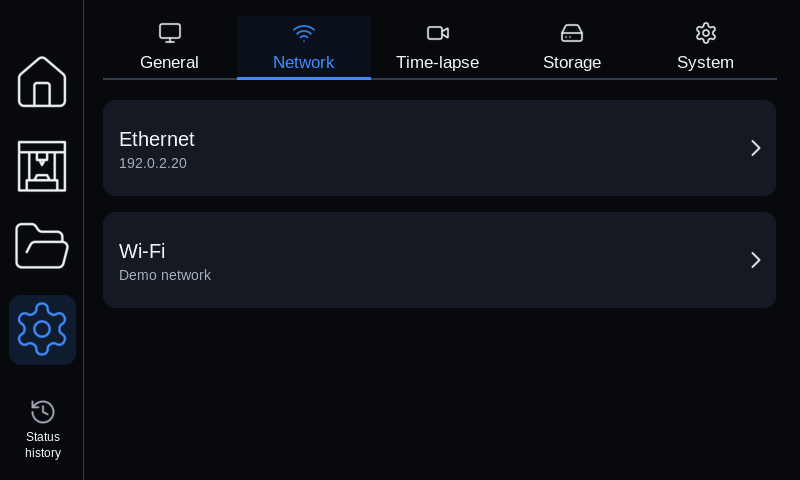 General
Network
Time-lapse
Storage
System
Ethernet
192.0.2.20
Wi-Fi
Demo network
Status
history